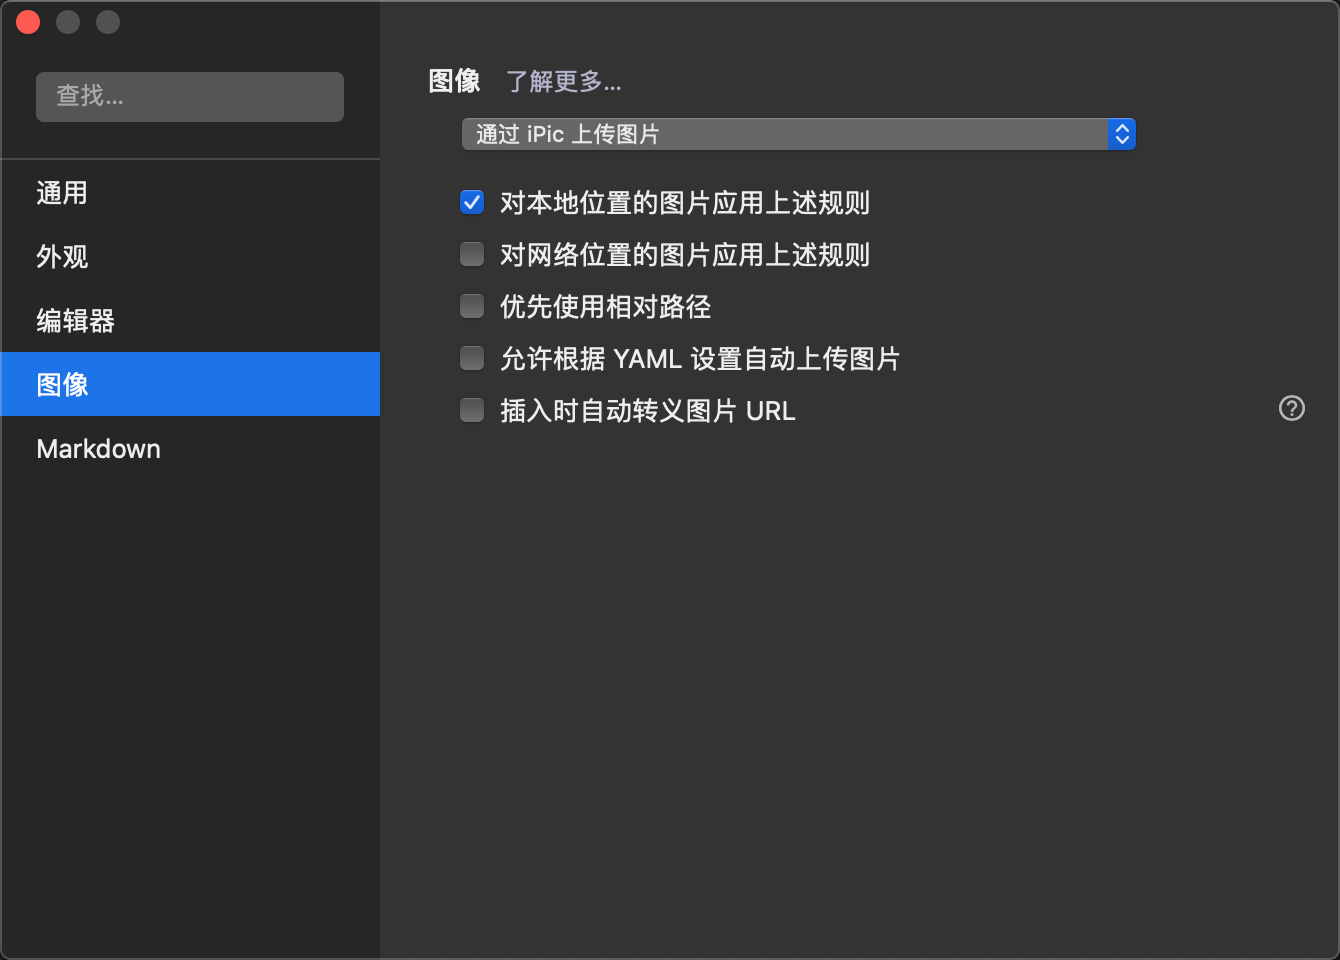 查找...
通用
外观
编辑器
图像
Markdown
图像 了解更多...
通过 iPic 上传图片
对本地位置的图片应用上述规则
对网络位置的图片应用上述规则
优先使用相对路径
允许根据 YAML 设置自动上传图片
插入时自动转义图片 URL
?